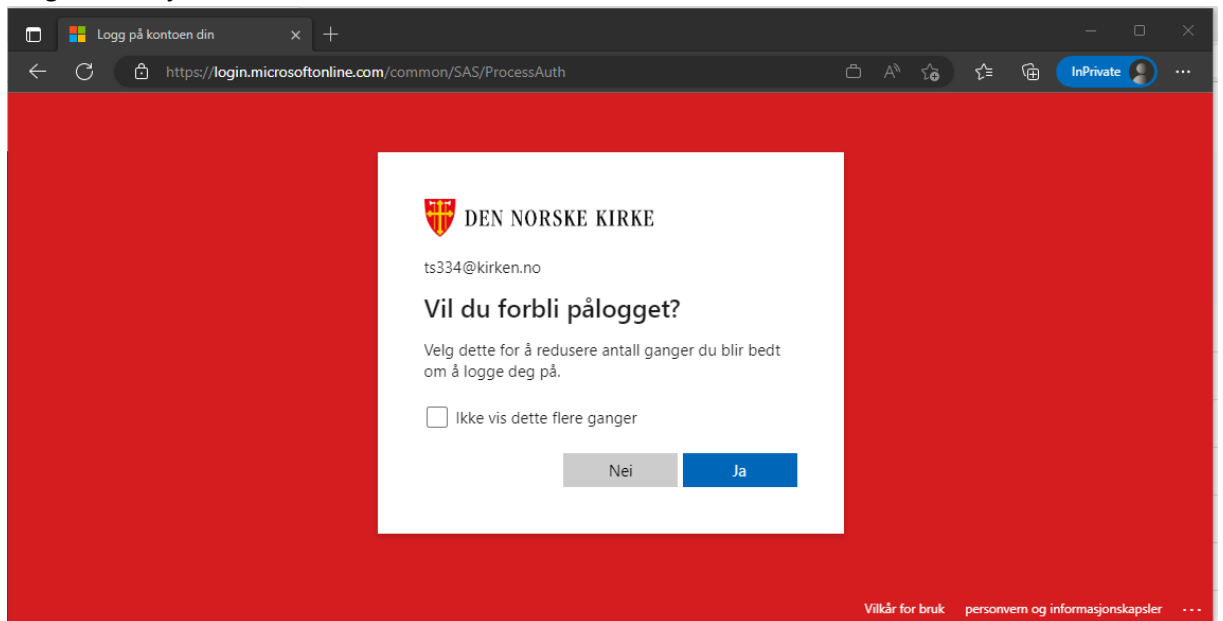 Logg på kontoen din
https://login.microsoftonline.com/common/SAS/ProcessAuth
InPrivate
DEN NORSKE KIRKE
ts334@kirken.no
Vil du forbli pålogget?
Velg dette for å redusere antall ganger du blir bedt
om å logge deg på.
Ikke vis dette flere ganger
Nei Ja
Vilkår for bruk personvern og informasjonskapsler